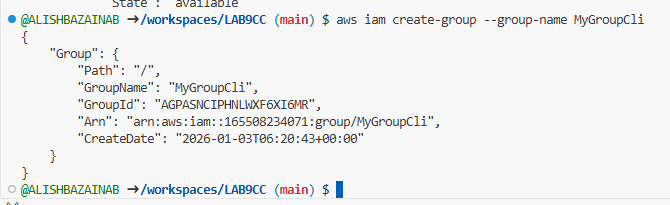 State : available
@ALISHBAZAINAB ➜/workspaces/LAB9CC (main) $ aws iam create-group --group-name MyGroupCli
{
    "Group": {
        "Path": "/",
        "GroupName": "MyGroupCli",
        "GroupId": "AGPASNCIPHNLWXF6XI6MR",
        "Arn": "arn:aws:iam::165508234071:group/MyGroupCli",
        "CreateDate": "2026-01-03T06:20:43+00:00"
    }
}
@ALISHBAZAINAB ➜/workspaces/LAB9CC (main) $